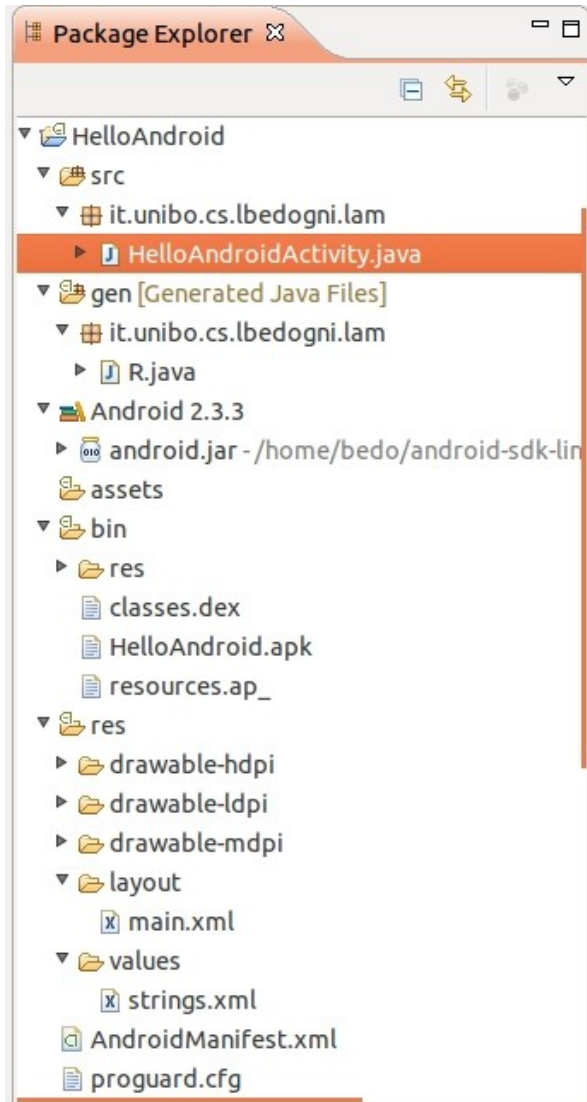 Package Explorer
HelloAndroid
src
it.unibo.cs.lbedogni.lam
HelloAndroidActivity.java
gen [Generated Java Files]
it.unibo.cs.lbedogni.lam
R.java
Android 2.3.3
android.jar - /home/bedo/android-sdk-lin
assets
bin
res
classes.dex
HelloAndroid.apk
resources.ap_
res
drawable-hdpi
drawable-ldpi
drawable-mdpi
layout
main.xml
values
strings.xml
AndroidManifest.xml
proguard.cfg